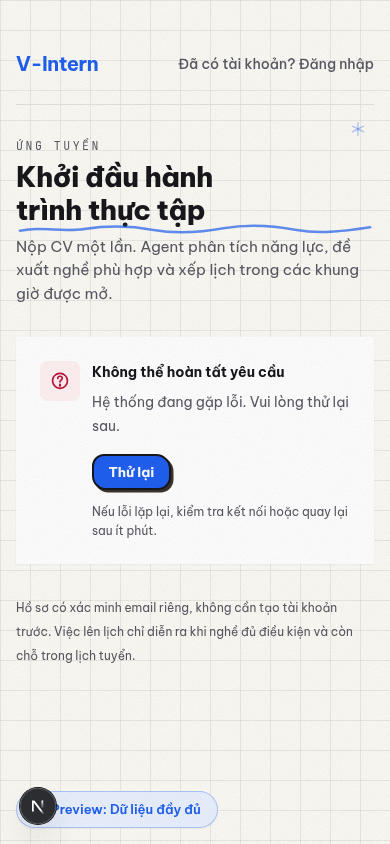 V-Intern
Đã có tài khoản? Đăng nhập
ỨNG TUYỂN
Khởi đầu hành
trình thực tập
Nộp CV một lần. Agent phân tích năng lực, đề
xuất nghề phù hợp và xếp lịch trong các khung
giờ được mở.
Không thể hoàn tất yêu cầu
Hệ thống đang gặp lỗi. Vui lòng thử lại
sau.
Thử lại
Nếu lỗi lặp lại, kiểm tra kết nối hoặc quay lại
sau ít phút.
Hồ sơ có xác minh email riêng, không cần tạo tài khoản
trước. Việc lên lịch chỉ diễn ra khi nghề đủ điều kiện và còn
chỗ trong lịch tuyển.
N
Preview: Dữ liệu đầy đủ